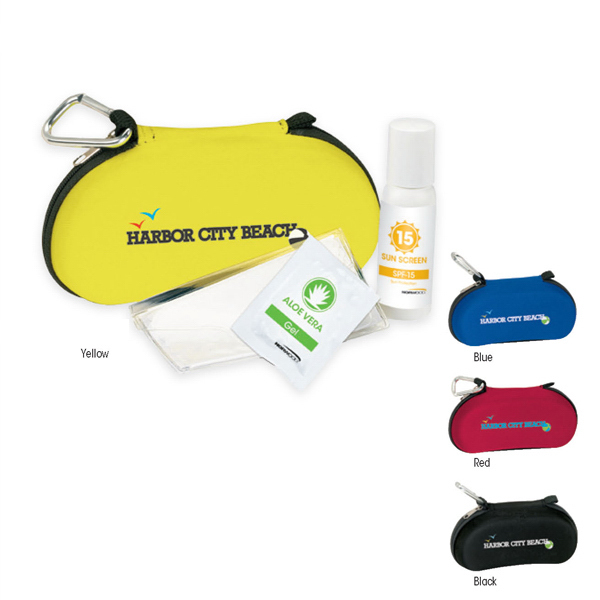 HARBOR CITY BEACH
15
SUN SCREEN
SPF-15
ALOE VERA
Gel
Yellow
HARBOR CITY BEACH
Blue
HARBOR CITY BEACH
Red
HARBOR CITY BEACH
Black